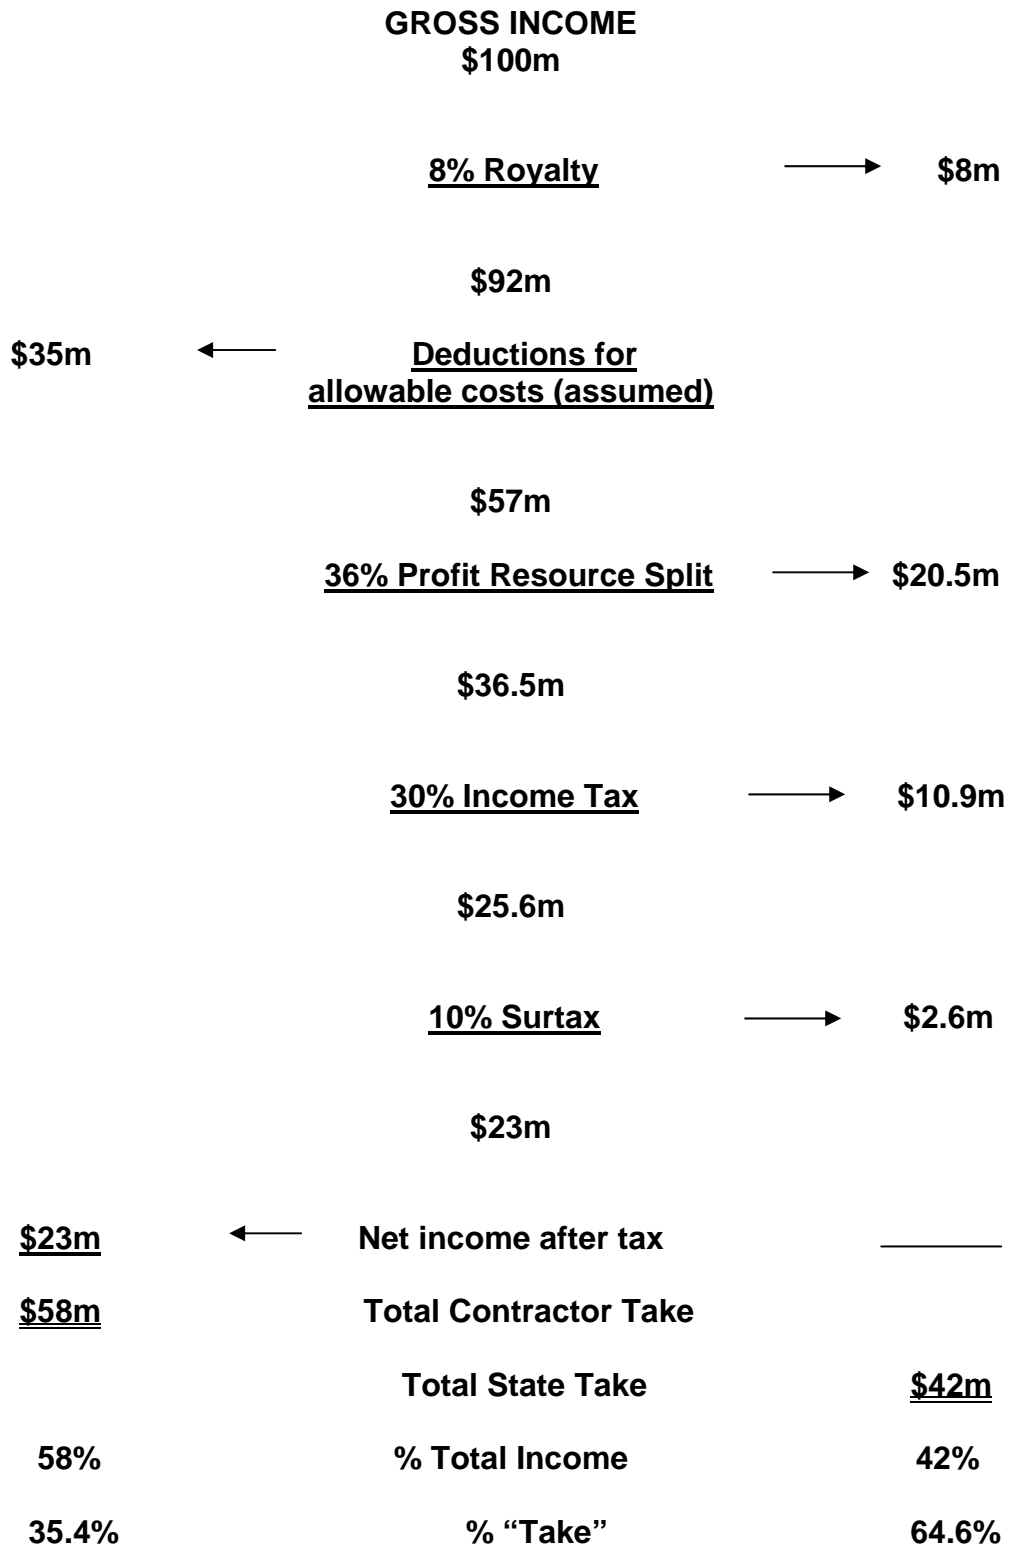 GROSS INCOME
$100m
8% Royalty $8m
$92m
$35m Deductions for
allowable costs (assumed)
$57m
36% Profit Resource Split $20.5m
$36.5m
30% Income Tax $10.9m
$25.6m
10% Surtax $2.6m
$23m
$23m Net income after tax
$58m Total Contractor Take
Total State Take $42m
58% % Total Income 42%
35.4% % “Take” 64.6%